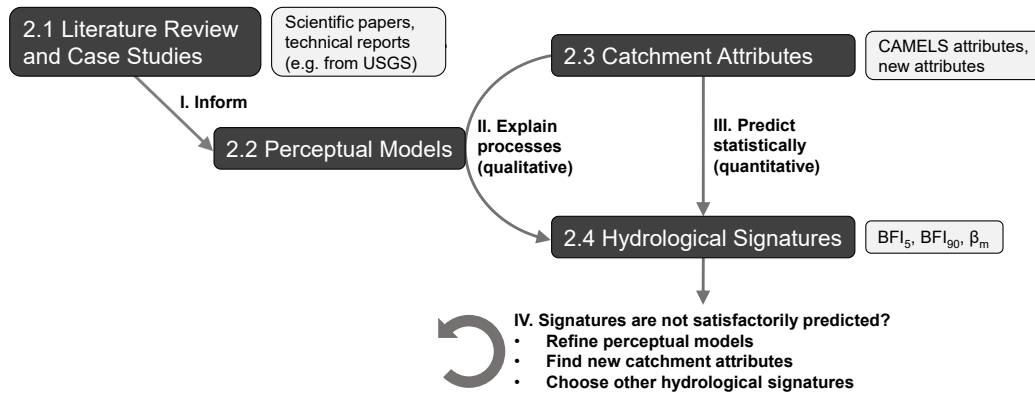 2.1 Literature Review
and Case Studies
Scientific papers,
technical reports
(e.g. from USGS)
2.3 Catchment Attributes
CAMELS attributes,
new attributes
I. Inform
2.2 Perceptual Models
II. Explain
processes
(qualitative)
III. Predict
statistically
(quantitative)
2.4 Hydrological Signatures
BFI₅, BFI₉₀, βₘ
IV. Signatures are not satisfactorily predicted?
• Refine perceptual models
• Find new catchment attributes
• Choose other hydrological signatures